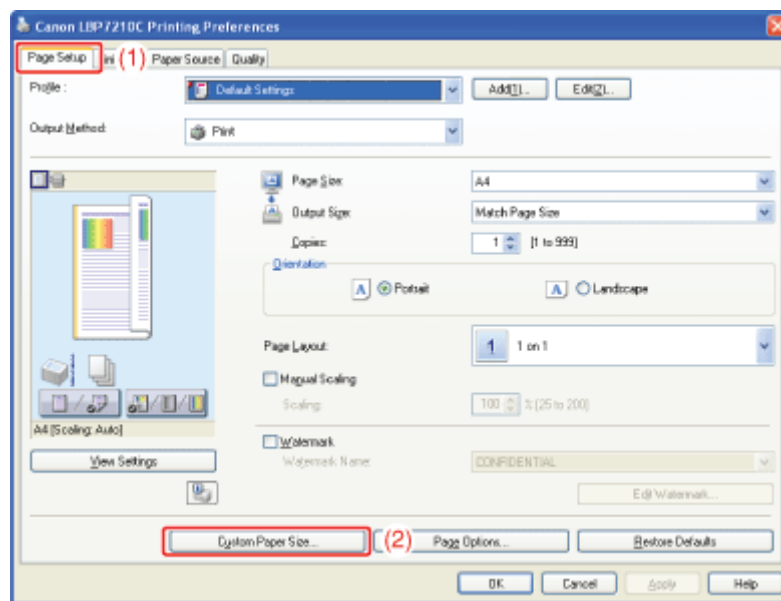 Canon LBP7210C Printing Preferences
Page Setup (1) Paper Source Quality
Profile : Default Settings Add(1)... Edit(2)...
Output Method: Print
Page Size: A4
Output Size: Match Page Size
Copies: 1 [1 to 999]
Orientation
A Portrait A Landscape
Page Layout: 1 1 on 1
Manual Scaling
Scaling: 100 % [25 to 200]
A4 [Scaling: Auto]
Watermark
View Settings Watermark Name: CONFIDENTIAL
Edit Watermark...
Custom Paper Size... (2) Page Options... Restore Defaults
OK Cancel Apply Help